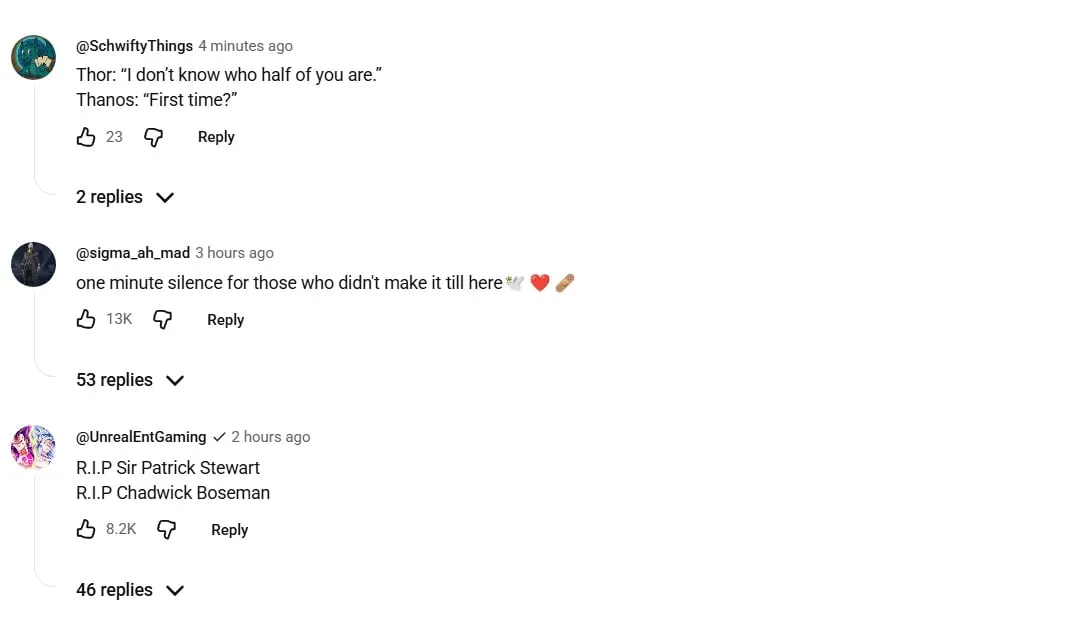 @SchwiftyThings 4 minutes ago
Thor: “I don’t know who half of you are.”
Thanos: “First time?”
23 Reply
2 replies
@sigma_ah_mad 3 hours ago
one minute silence for those who didn't make it till here🕊️ ❤️ 🩹
13K Reply
53 replies
@UnrealEntGaming ✓ 2 hours ago
R.I.P Sir Patrick Stewart
R.I.P Chadwick Boseman
8.2K Reply
46 replies